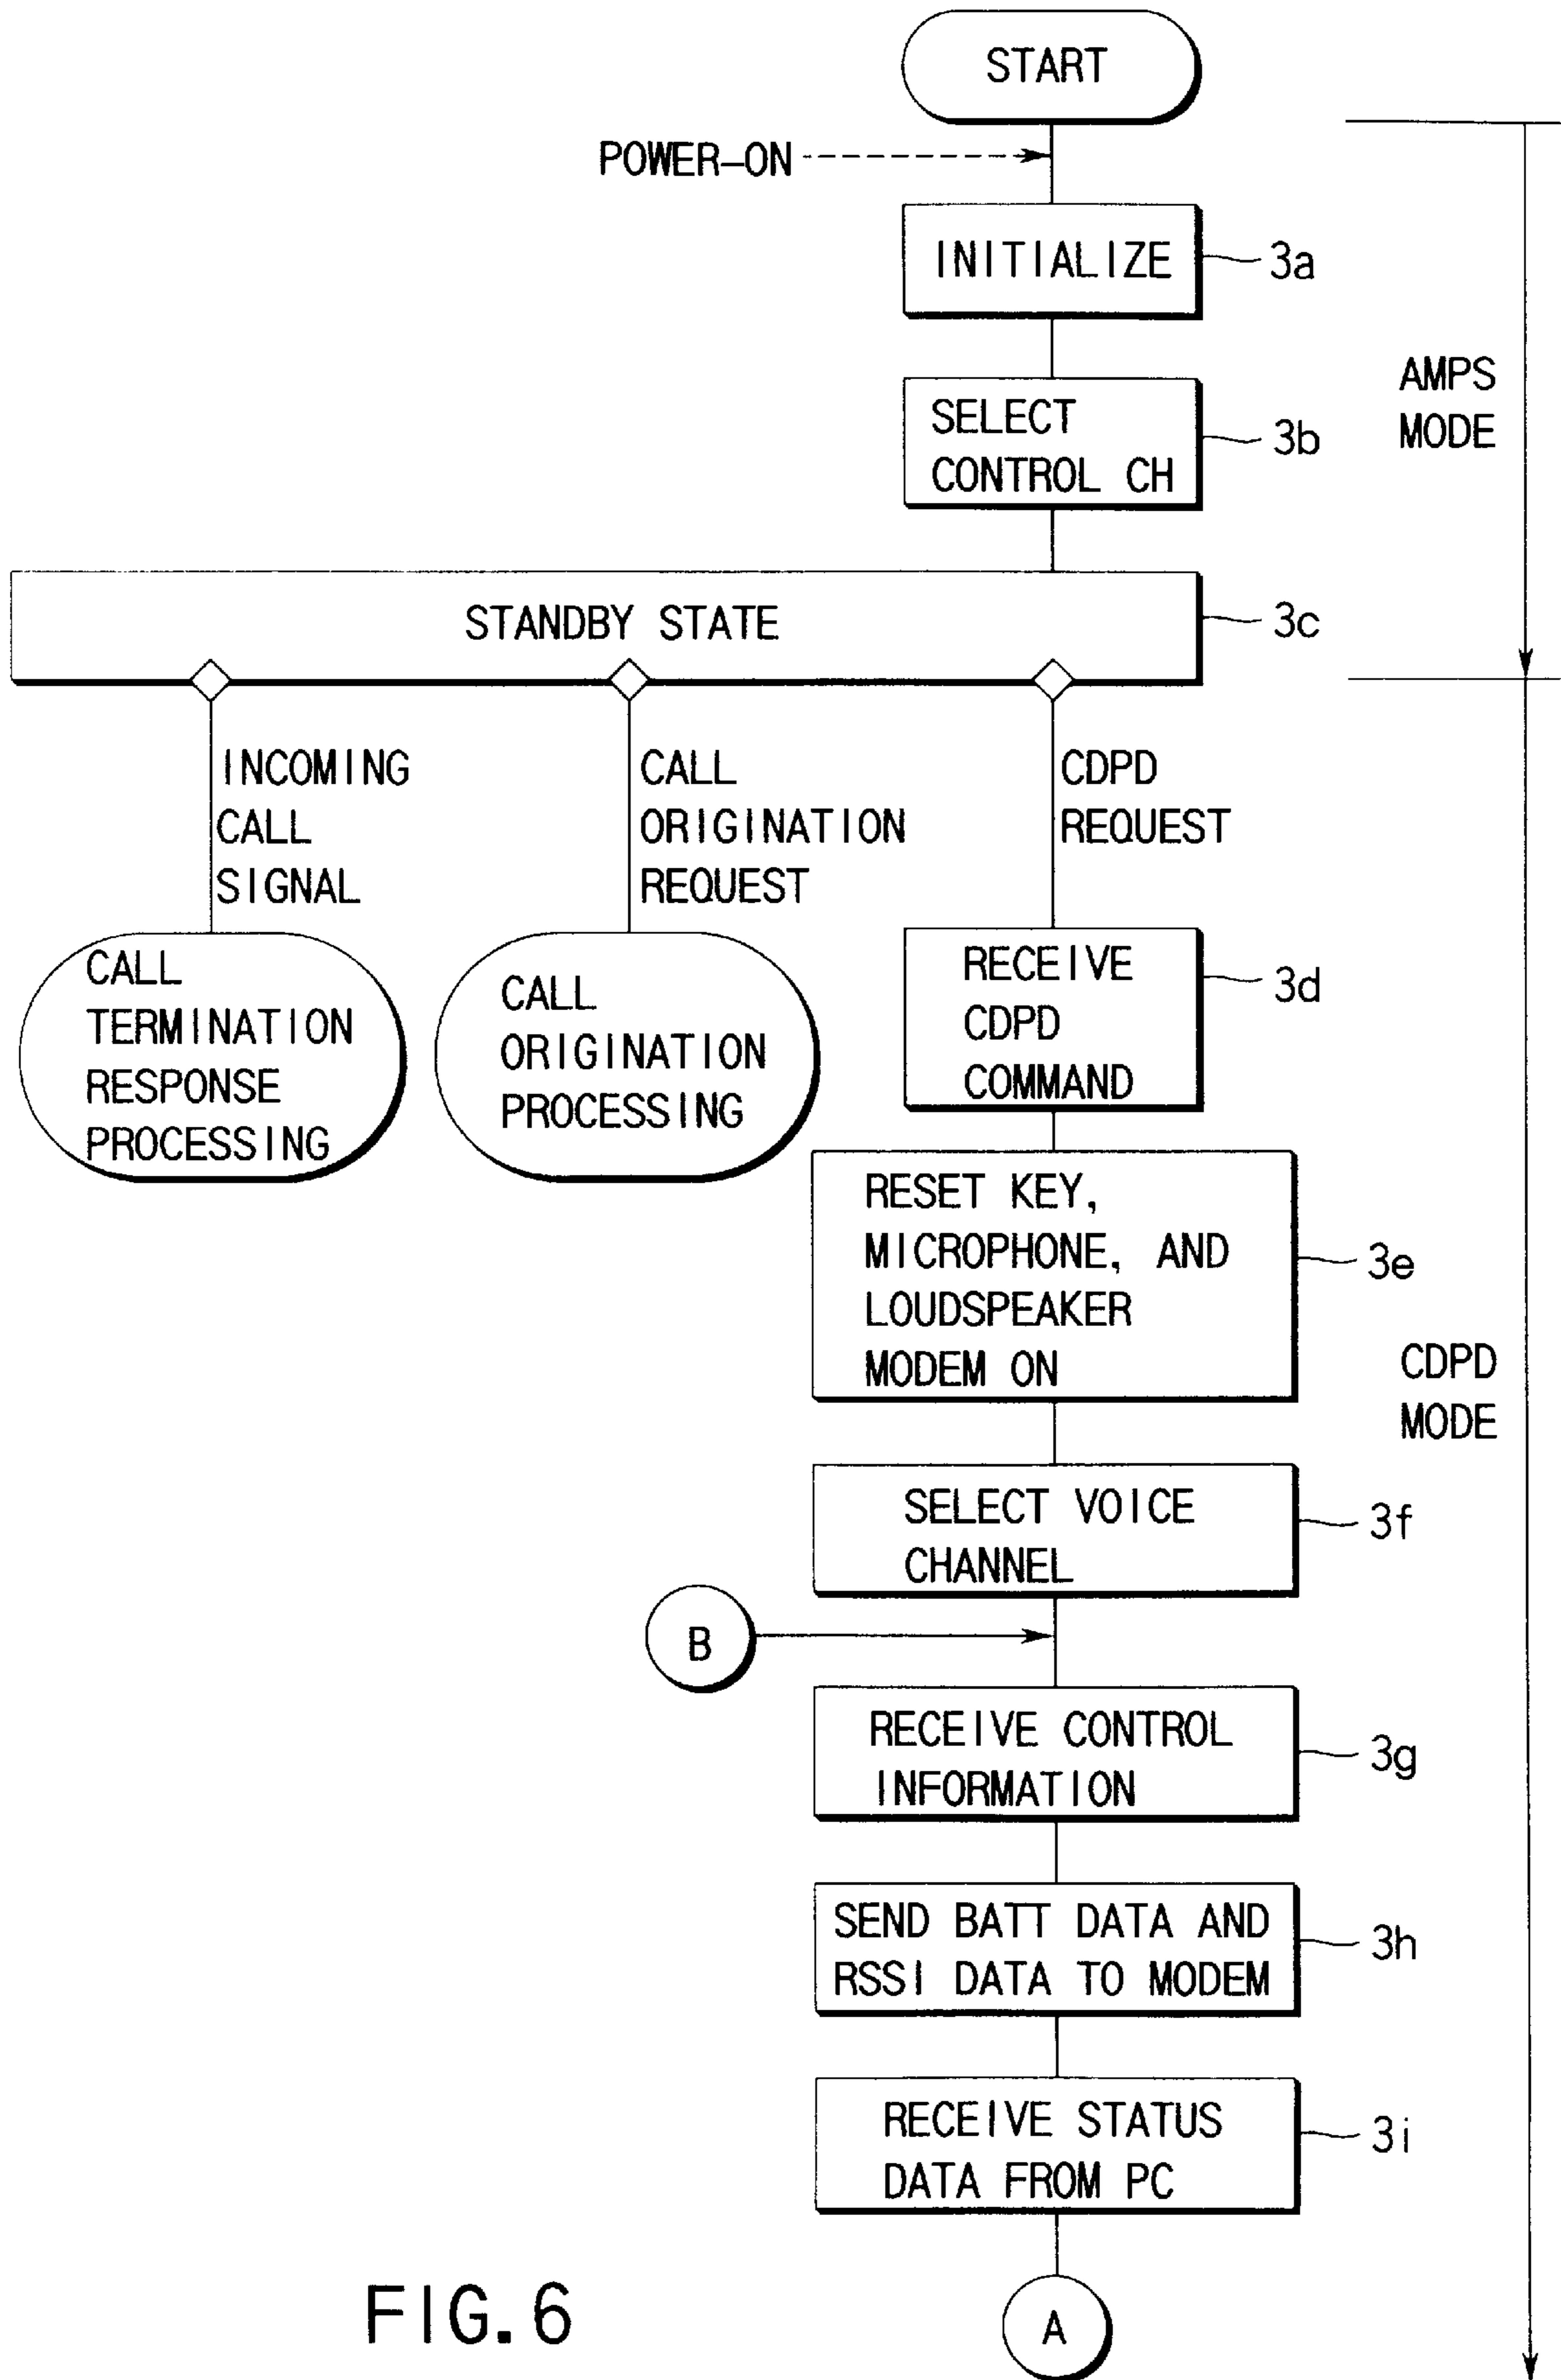 START
POWER-ON
INITIALIZE
3a
SELECT
CONTROL CH
3b
AMPS
MODE
STANDBY STATE
3c
INCOMING
CALL
SIGNAL
CALL
ORIGINATION
REQUEST
CDPD
REQUEST
CALL
TERMINATION
RESPONSE
PROCESSING
CALL
ORIGINATION
PROCESSING
RECEIVE
CDPD
COMMAND
3d
RESET KEY,
MICROPHONE, AND
LOUDSPEAKER
MODEM ON
3e
CDPD
MODE
SELECT VOICE
CHANNEL
3f
B
RECEIVE CONTROL
INFORMATION
3g
SEND BATT DATA AND
RSSI DATA TO MODEM
3h
RECEIVE STATUS
DATA FROM PC
3i
A
FIG. 6